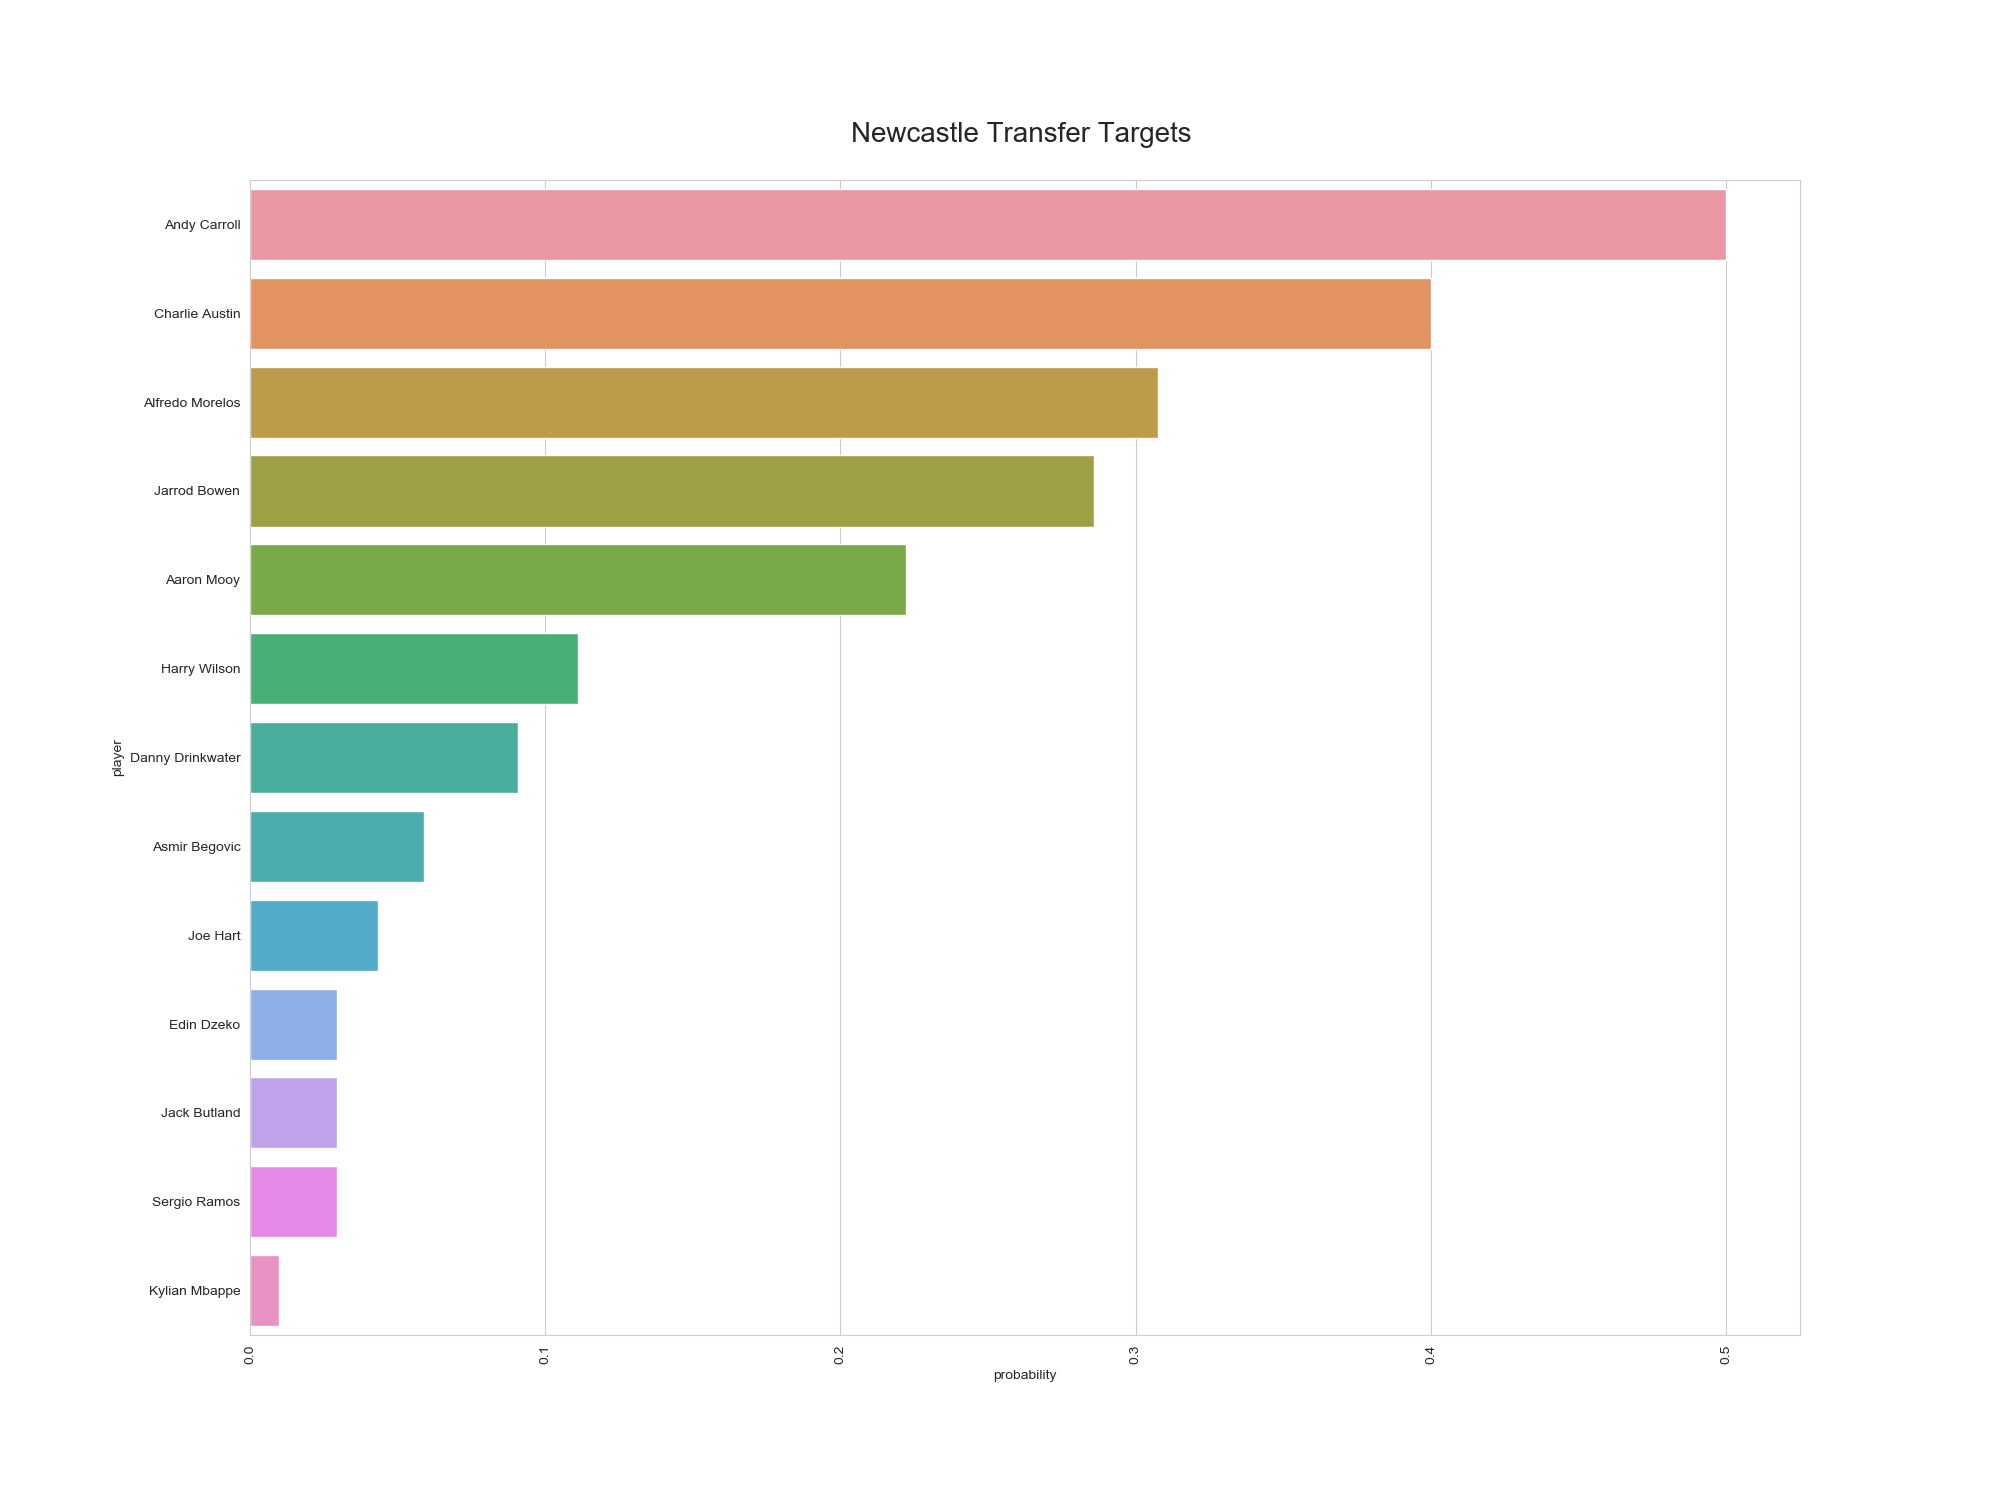 Newcastle Transfer Targets
Andy Carroll
Charlie Austin
Alfredo Morelos
Jarrod Bowen
Aaron Mooy
Harry Wilson
Danny Drinkwater
Asmir Begovic
Joe Hart
Edin Dzeko
Jack Butland
Sergio Ramos
Kylian Mbappe
player
0.0
0.1
0.2
0.3
0.4
0.5
probability